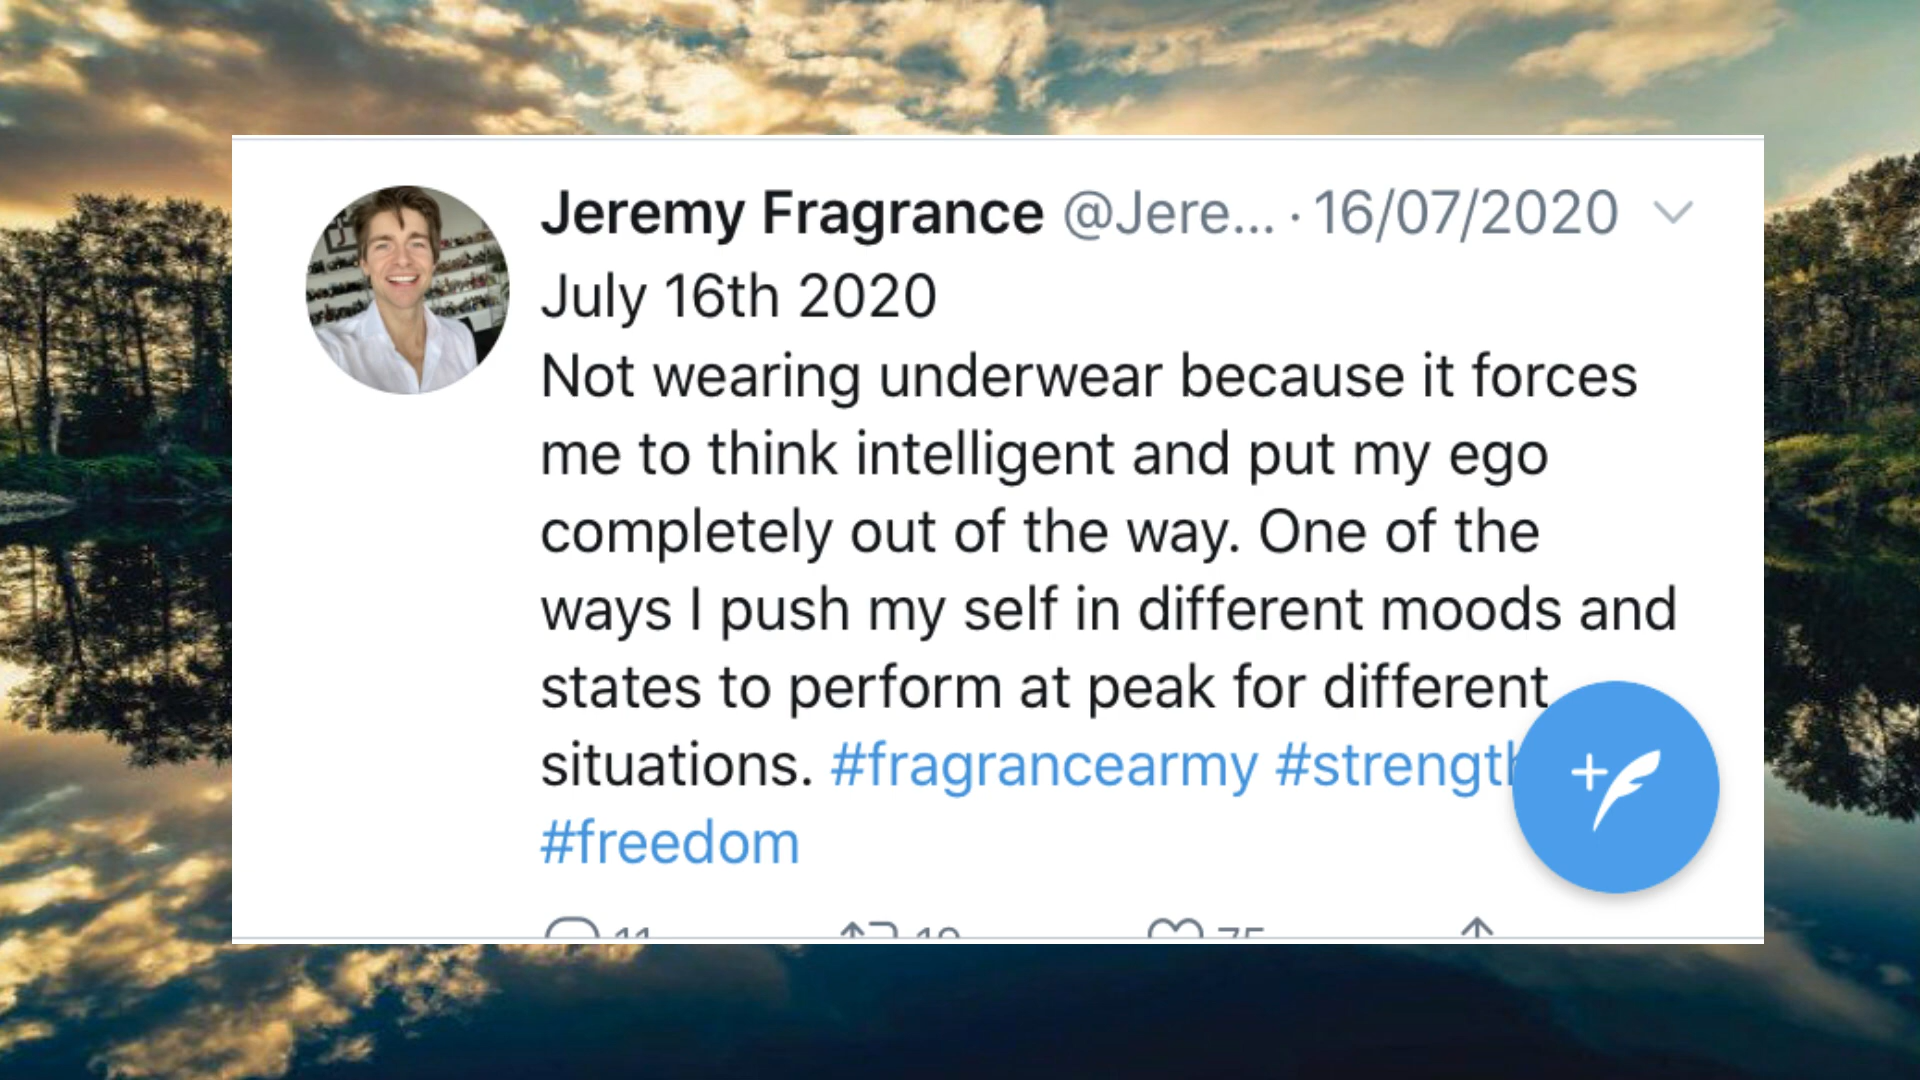 Jeremy Fragrance @Jere... · 16/07/2020
July 16th 2020
Not wearing underwear because it forces
me to think intelligent and put my ego
completely out of the way. One of the
ways I push my self in different moods and
states to perform at peak for different
situations. #fragrancearmy #strength
#freedom